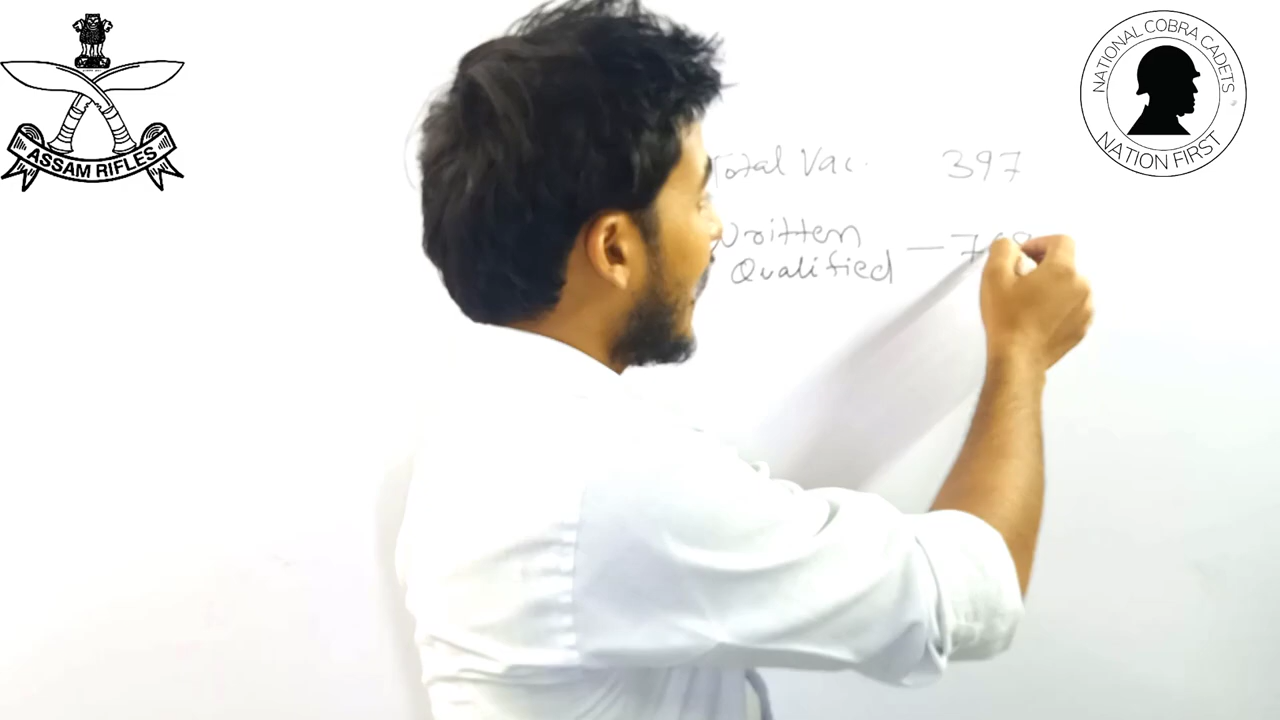 ASSAM RIFLES
NATIONAL COBRA CADETS
NATION FIRST
Total Vac. 397
Written
Qualified —